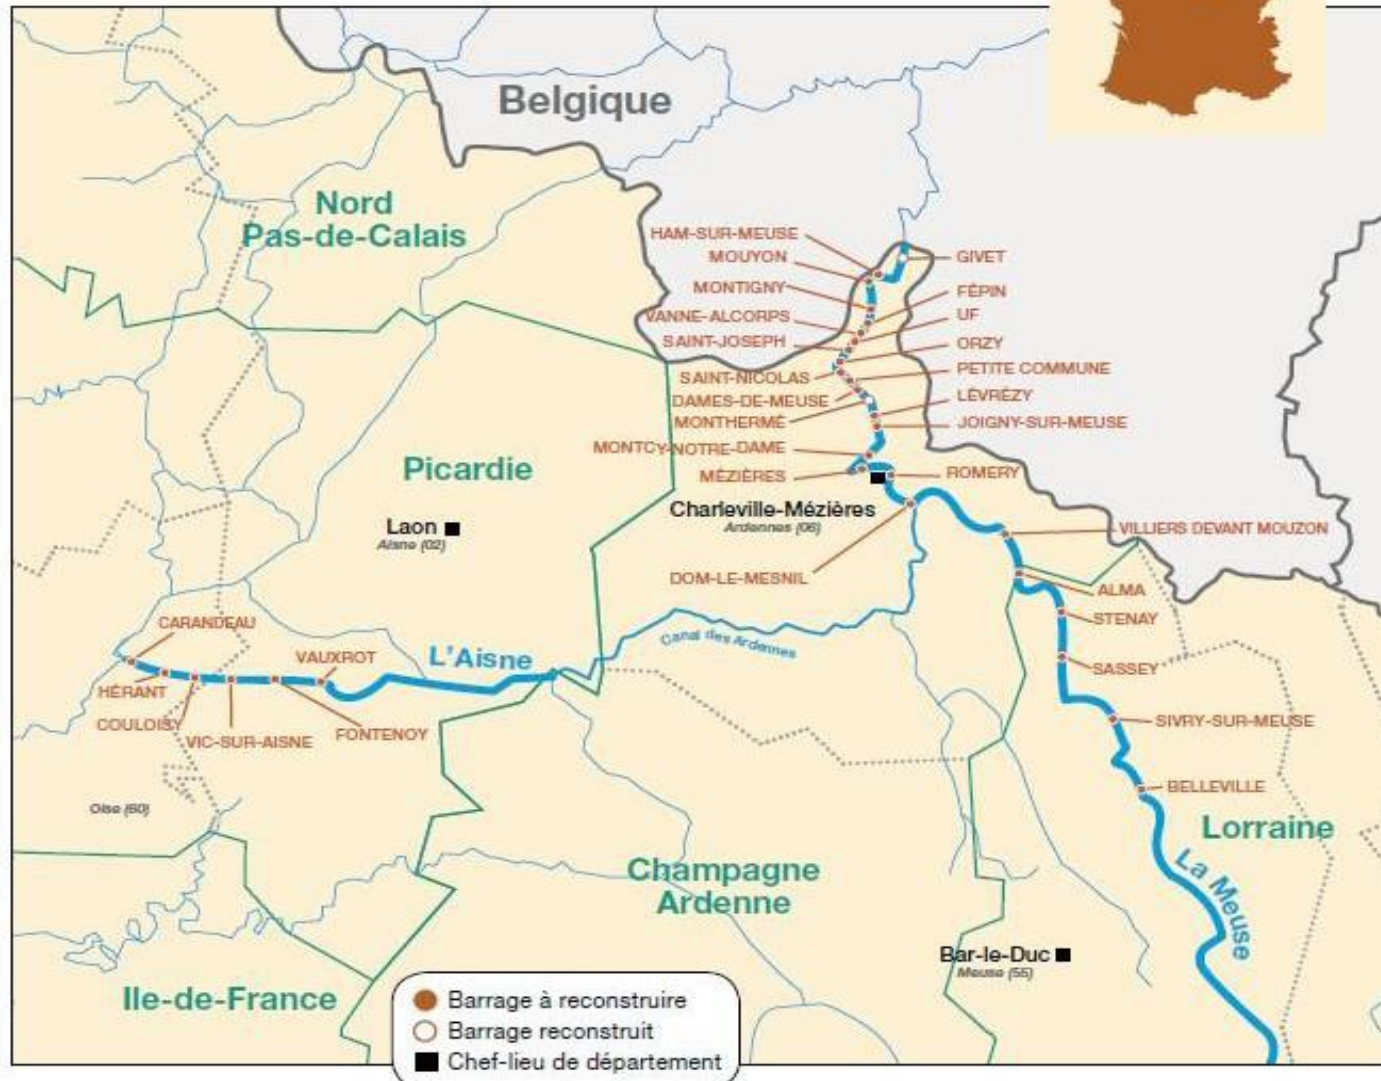 Belgique
Nord
Pas-de-Calais
HAM-SUR-MEUSE
MOUYON
GIVET
MONTIGNY
FÉPIN
VANNE-ALCORPS
UF
SAINT-JOSEPH
ORZY
SAINT-NICOLAS
PETITE COMMUNE
DAMES-DE-MEUSE
LÈVRÉZY
MONTHERMÉ
JOIGNY-SUR-MEUSE
MONTCY-NOTRE-DAME
Picardie
MÉZIÈRES
ROMERY
Charleville-Mézières
Ardennes (06)
Laon
Aisne (02)
VILLIERS DEVANT MOUZON
DOM-LE-MESNIL
ALMA
STENAY
CARANDEAU
Canal des Ardennes
VAUXROT
L'Aisne
SASSEY
HÉRANT
COULOISY
SIVRY-SUR-MEUSE
VIC-SUR-AISNE
FONTENOY
BELLEVILLE
Oise (60)
Lorraine
Champagne
Ardenne
La Meuse
Bar-le-Duc
Meuse (55)
Ile-de-France
Barrage à reconstruire
Barrage reconstruit
Chef-lieu de département